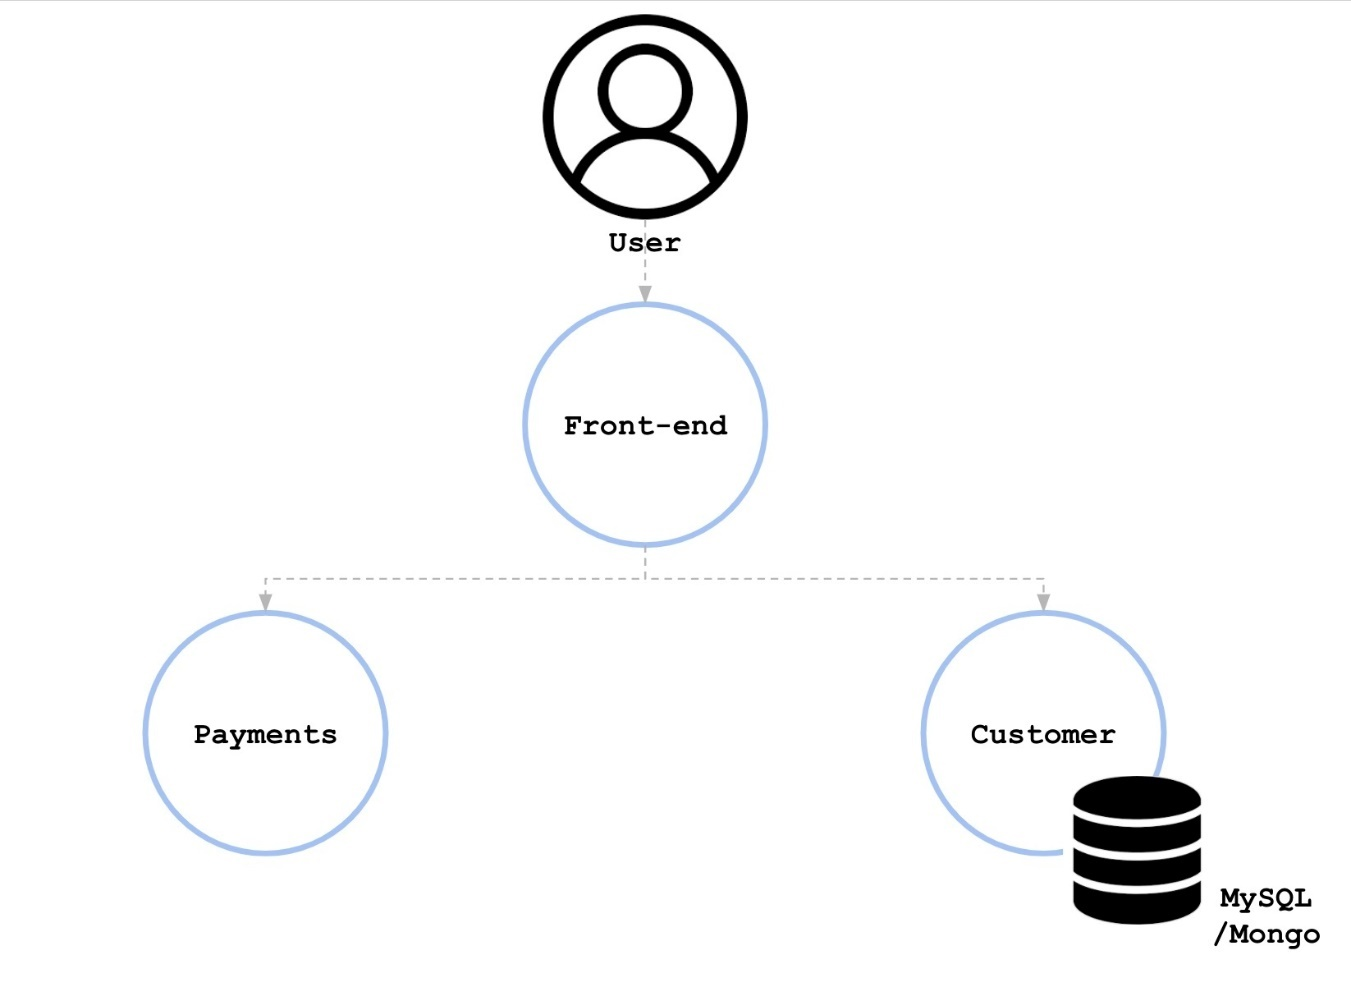 User
Front-end
Payments
Customer
MySQL
/Mongo